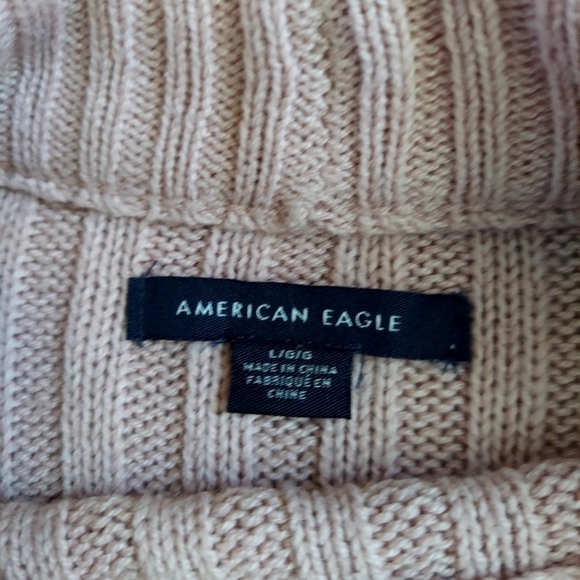 AMERICAN EAGLE
L/G/G
MADE IN CHINA
FABRIQUÉ EN
CHINE